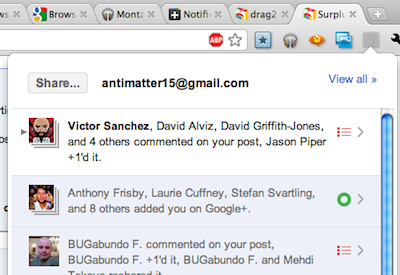 Brows
Brows
Monta
Notific
drag2
Surplu
ABP
Share...
antimatter15@gmail.com
View all »
Victor Sanchez, David Alviz, David Griffith-Jones,
and 4 others commented on your post, Jason Piper
+1'd it.
Anthony Frisby, Laurie Cuffney, Stefan Svartling,
and 8 others added you on Google+.
BUGabundo F. commented on your post,
BUGabundo F. +1'd it, BUGabundo F. and Mehdi